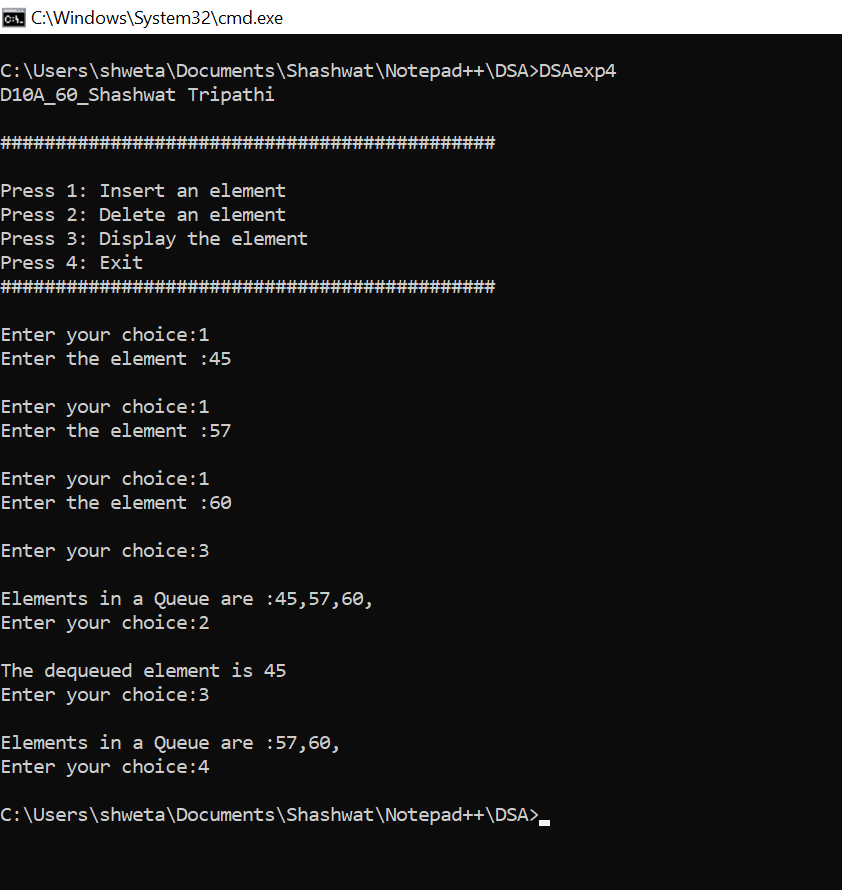 C:\Windows\System32\cmd.exe
C:\Users\shweta\Documents\Shashwat\Notepad++\DSA>DSAexp4
D10A_60_Shashwat Tripathi
#############################################
Press 1: Insert an element
Press 2: Delete an element
Press 3: Display the element
Press 4: Exit
#############################################
Enter your choice:1
Enter the element :45
Enter your choice:1
Enter the element :57
Enter your choice:1
Enter the element :60
Enter your choice:3
Elements in a Queue are :45,57,60,
Enter your choice:2
The dequeued element is 45
Enter your choice:3
Elements in a Queue are :57,60,
Enter your choice:4
C:\Users\shweta\Documents\Shashwat\Notepad++\DSA>